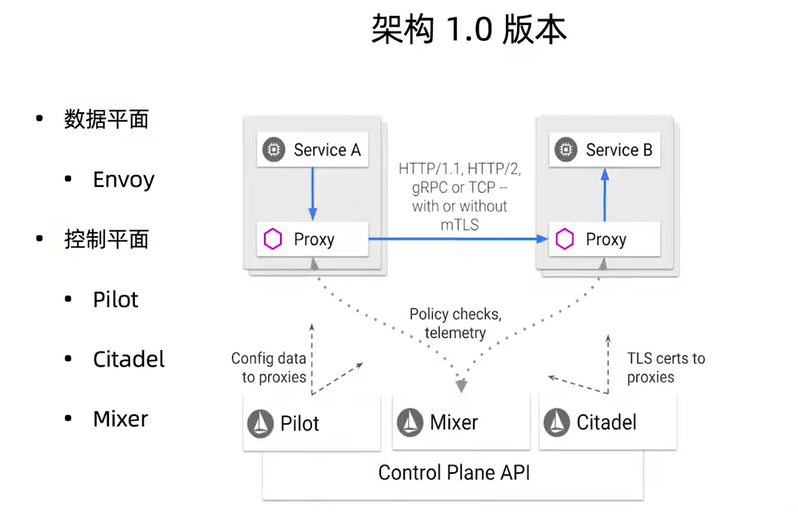 架构 1.0 版本
数据平面
Envoy
控制平面
Pilot
Citadel
Mixer
Service A
Proxy
HTTP/1.1, HTTP/2,
gRPC or TCP --
with or without
mTLS
Service B
Proxy
Policy checks,
telemetry
Config data
to proxies
TLS certs to
proxies
Pilot
Mixer
Citadel
Control Plane API